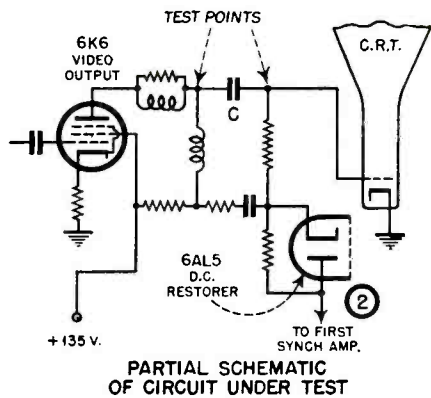 TEST POINTS
6K6
VIDEO
OUTPUT
C.R.T.
C
6AL5
D.C.
RESTORER
2
+135 V.
TO FIRST
SYNCH AMP.
PARTIAL SCHEMATIC
OF CIRCUIT UNDER TEST